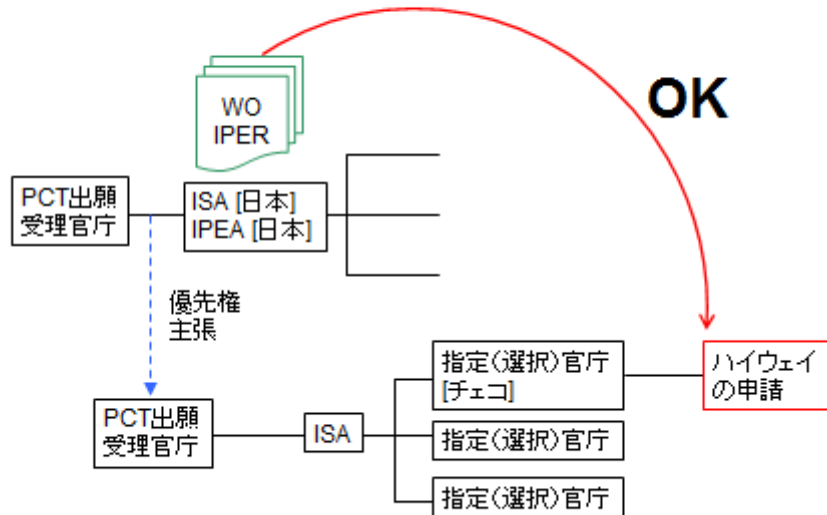 OK
WO
IPER
PCT出願
受理官庁
ISA [日本]
IPEA [日本]
優先権
主張
指定(選択)官庁
[チェコ]
ハイウェイ
の申請
PCT出願
受理官庁
ISA
指定(選択)官庁
指定(選択)官庁